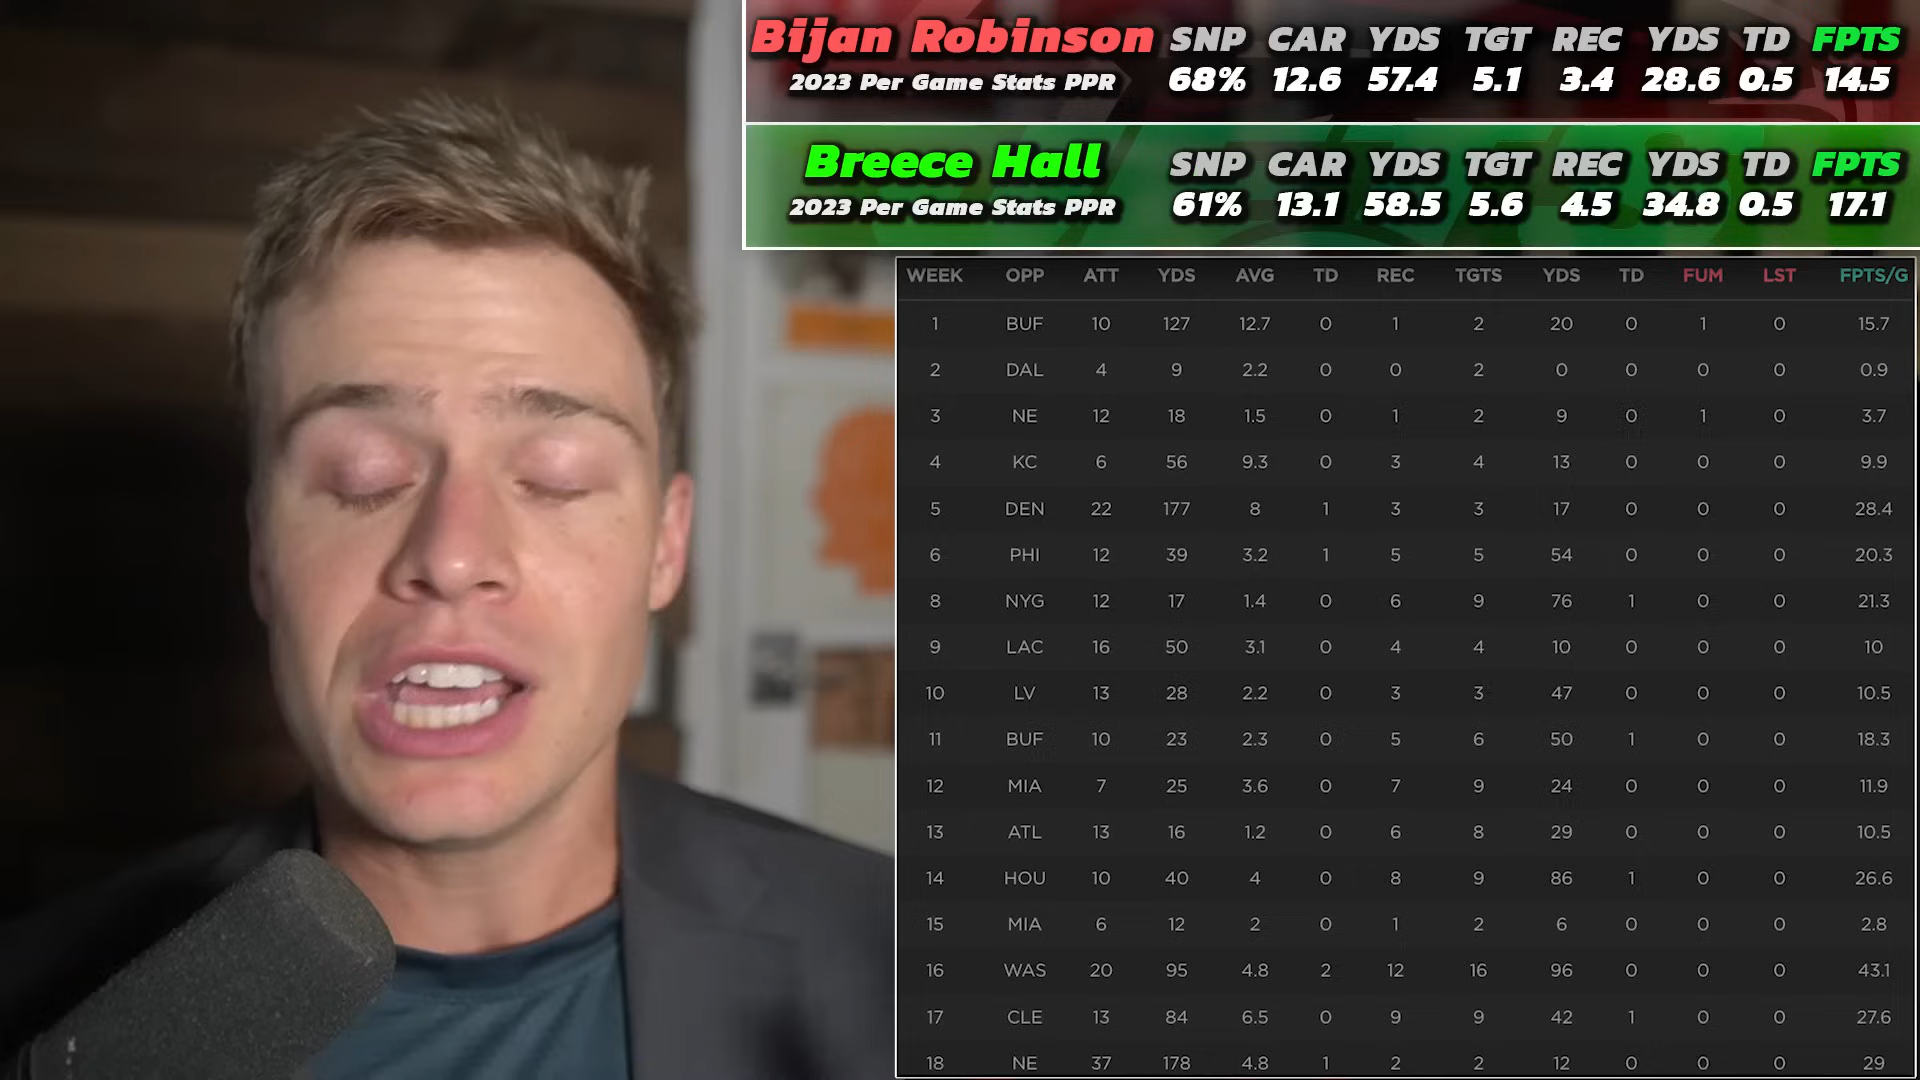 Bijan Robinson SNP CAR YDS TGT REC YDS TD FPTS
2023 Per Game Stats PPR 68% 12.6 57.4 5.1 3.4 28.6 0.5 14.5
Breece Hall SNP CAR YDS TGT REC YDS TD FPTS
2023 Per Game Stats PPR 61% 13.1 58.5 5.6 4.5 34.8 0.5 17.1
WEEK OPP ATT YDS AVG TD REC TGTS YDS TD FUM LST FPTS/G
1 BUF 10 127 12.7 0 1 2 20 0 1 0 15.7
2 DAL 4 9 2.2 0 0 2 0 0 0 0 0.9
3 NE 12 18 1.5 0 1 2 9 0 1 0 3.7
4 KC 6 56 9.3 0 3 4 13 0 0 0 9.9
5 DEN 22 177 8 1 3 3 17 0 0 0 28.4
6 PHI 12 39 3.2 1 5 5 54 0 0 0 20.3
8 NYG 12 17 1.4 0 6 9 76 1 0 0 21.3
9 LAC 16 50 3.1 0 4 4 10 0 0 0 10
10 LV 13 28 2.2 0 3 3 47 0 0 0 10.5
11 BUF 10 23 2.3 0 5 6 50 1 0 0 18.3
12 MIA 7 25 3.6 0 7 9 24 0 0 0 11.9
13 ATL 13 16 1.2 0 6 8 29 0 0 0 10.5
14 HOU 10 40 4 0 8 9 86 1 0 0 26.6
15 MIA 6 12 2 0 1 2 6 0 0 0 2.8
16 WAS 20 95 4.8 2 12 16 96 0 0 0 43.1
17 CLE 13 84 6.5 0 9 9 42 1 0 0 27.6
18 NE 37 178 4.8 1 2 2 12 0 0 0 29